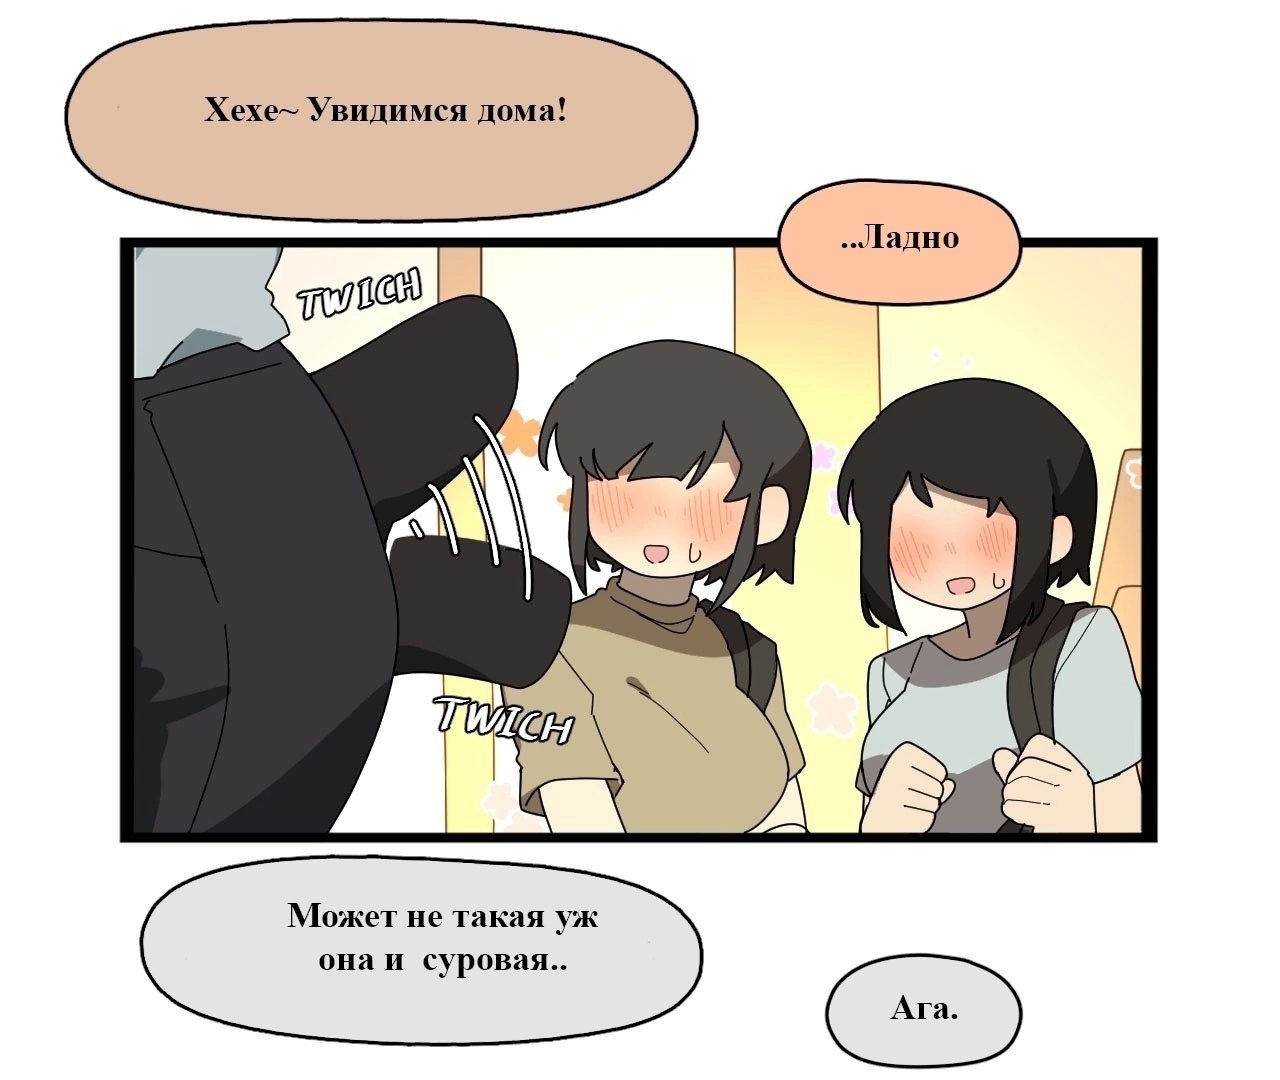 Хехе~ Увидимся дома!
..Ладно
TWICH
TWICH
Может не такая уж
она и суровая..
Ага.